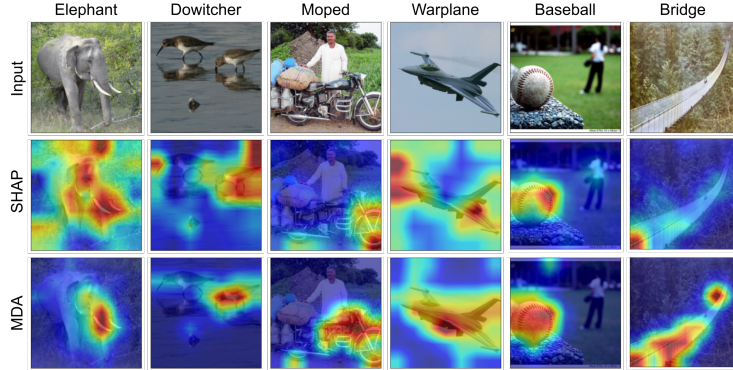 Elephant Dowitcher Moped Warplane Baseball Bridge
Input
SHAP
MDA